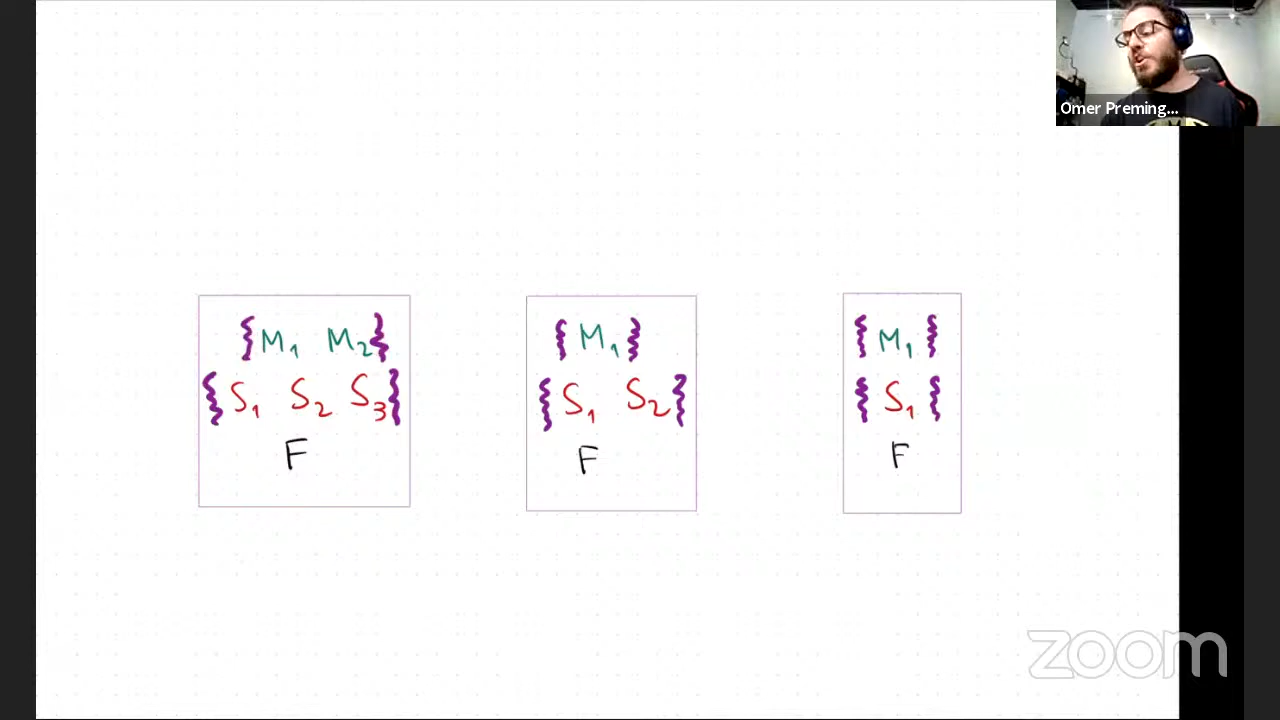 Omer Preming...
{M₁ M₂}
{S₁ S₂ S₃}
F
{M₁}
{S₁ S₂}
F
{M₁}
{S₁}
F
zoom